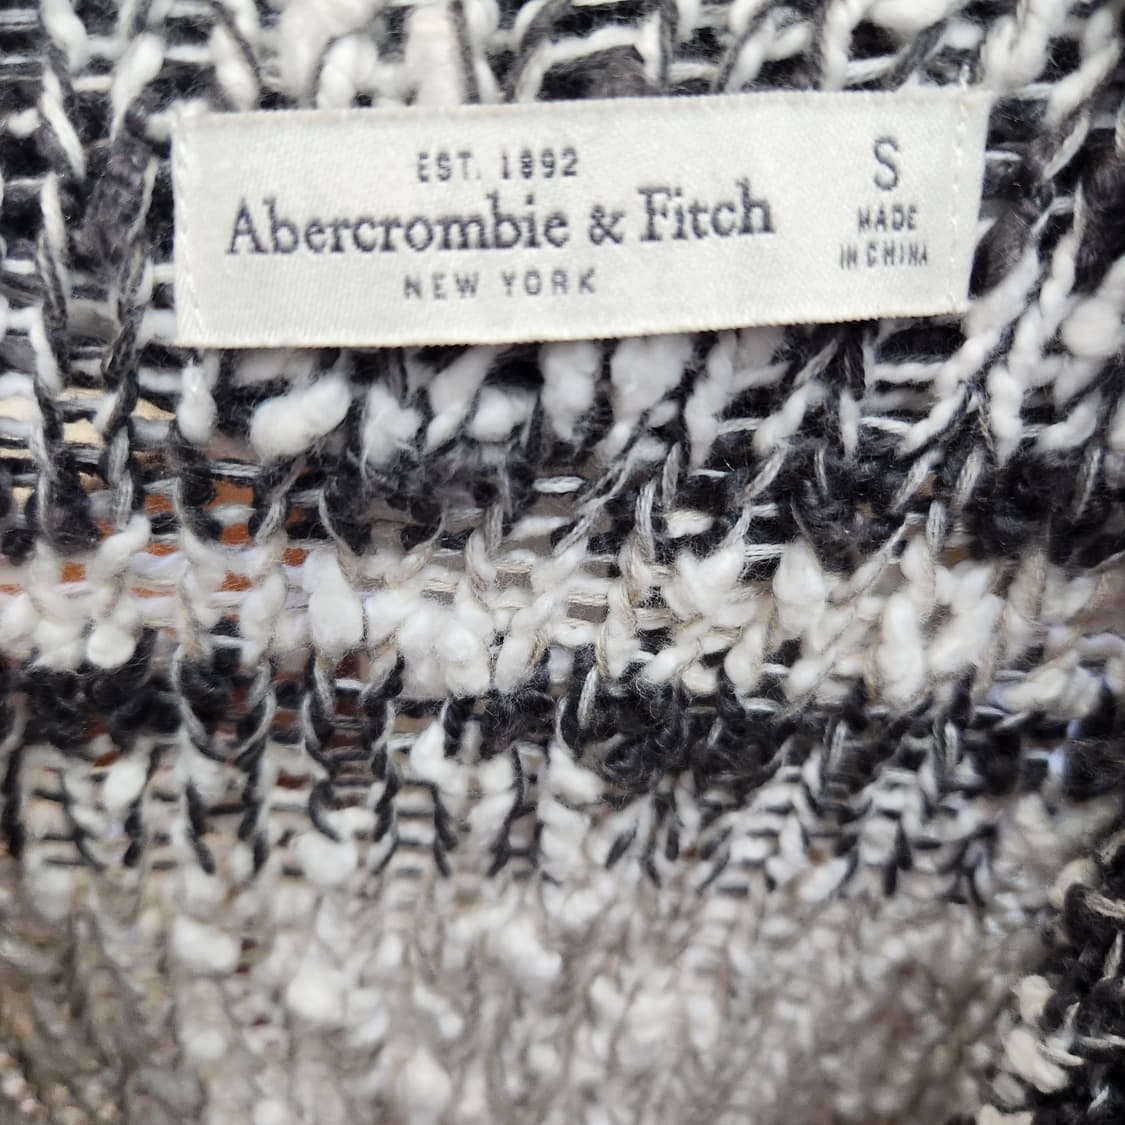 EST. 1892
Abercrombie & Fitch
NEW YORK
S
MADE
IN CHINA